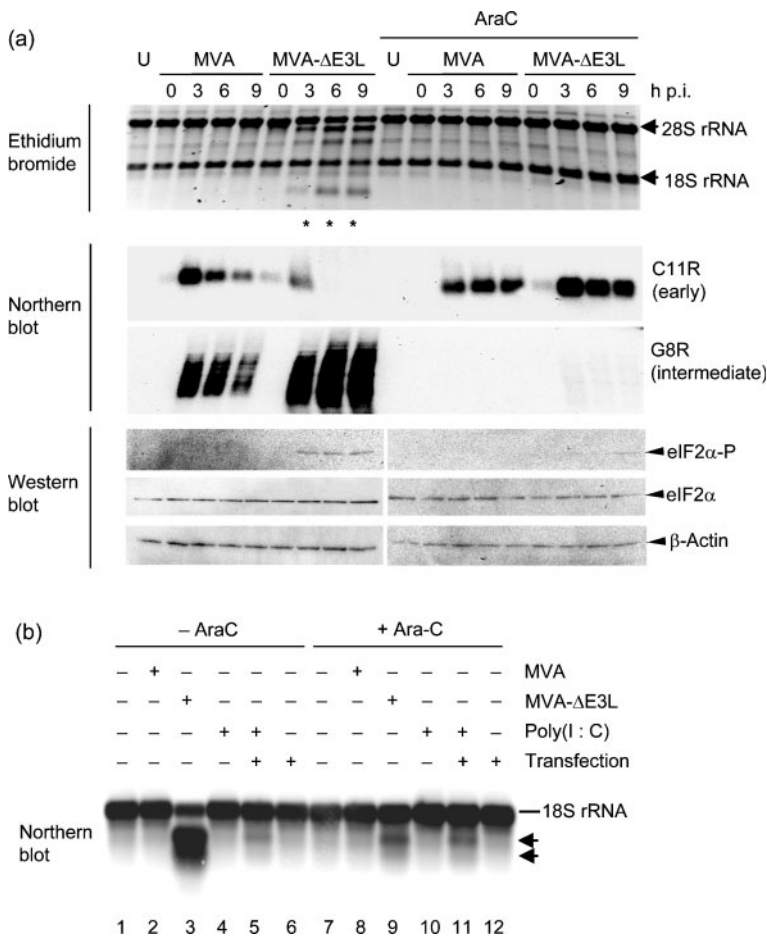 (a)
AraC
U MVA MVA-ΔE3L U MVA MVA-ΔE3L
0 3 6 9 0 3 6 9 0 3 6 9 0 3 6 9 h p.i.
Ethidium bromide
28S rRNA
18S rRNA
* * *
Northern blot
C11R (early)
G8R (intermediate)
Western blot
eIF2α-P
eIF2α
β-Actin
(b)
– AraC + Ara-C
– + – – – – – + – – – – MVA
– – + – – – – – + – – – MVA-ΔE3L
– – – + + – – – – + + – Poly(I : C)
– – – – + + – – – – + + Transfection
18S rRNA
Northern blot
1 2 3 4 5 6 7 8 9 10 11 12